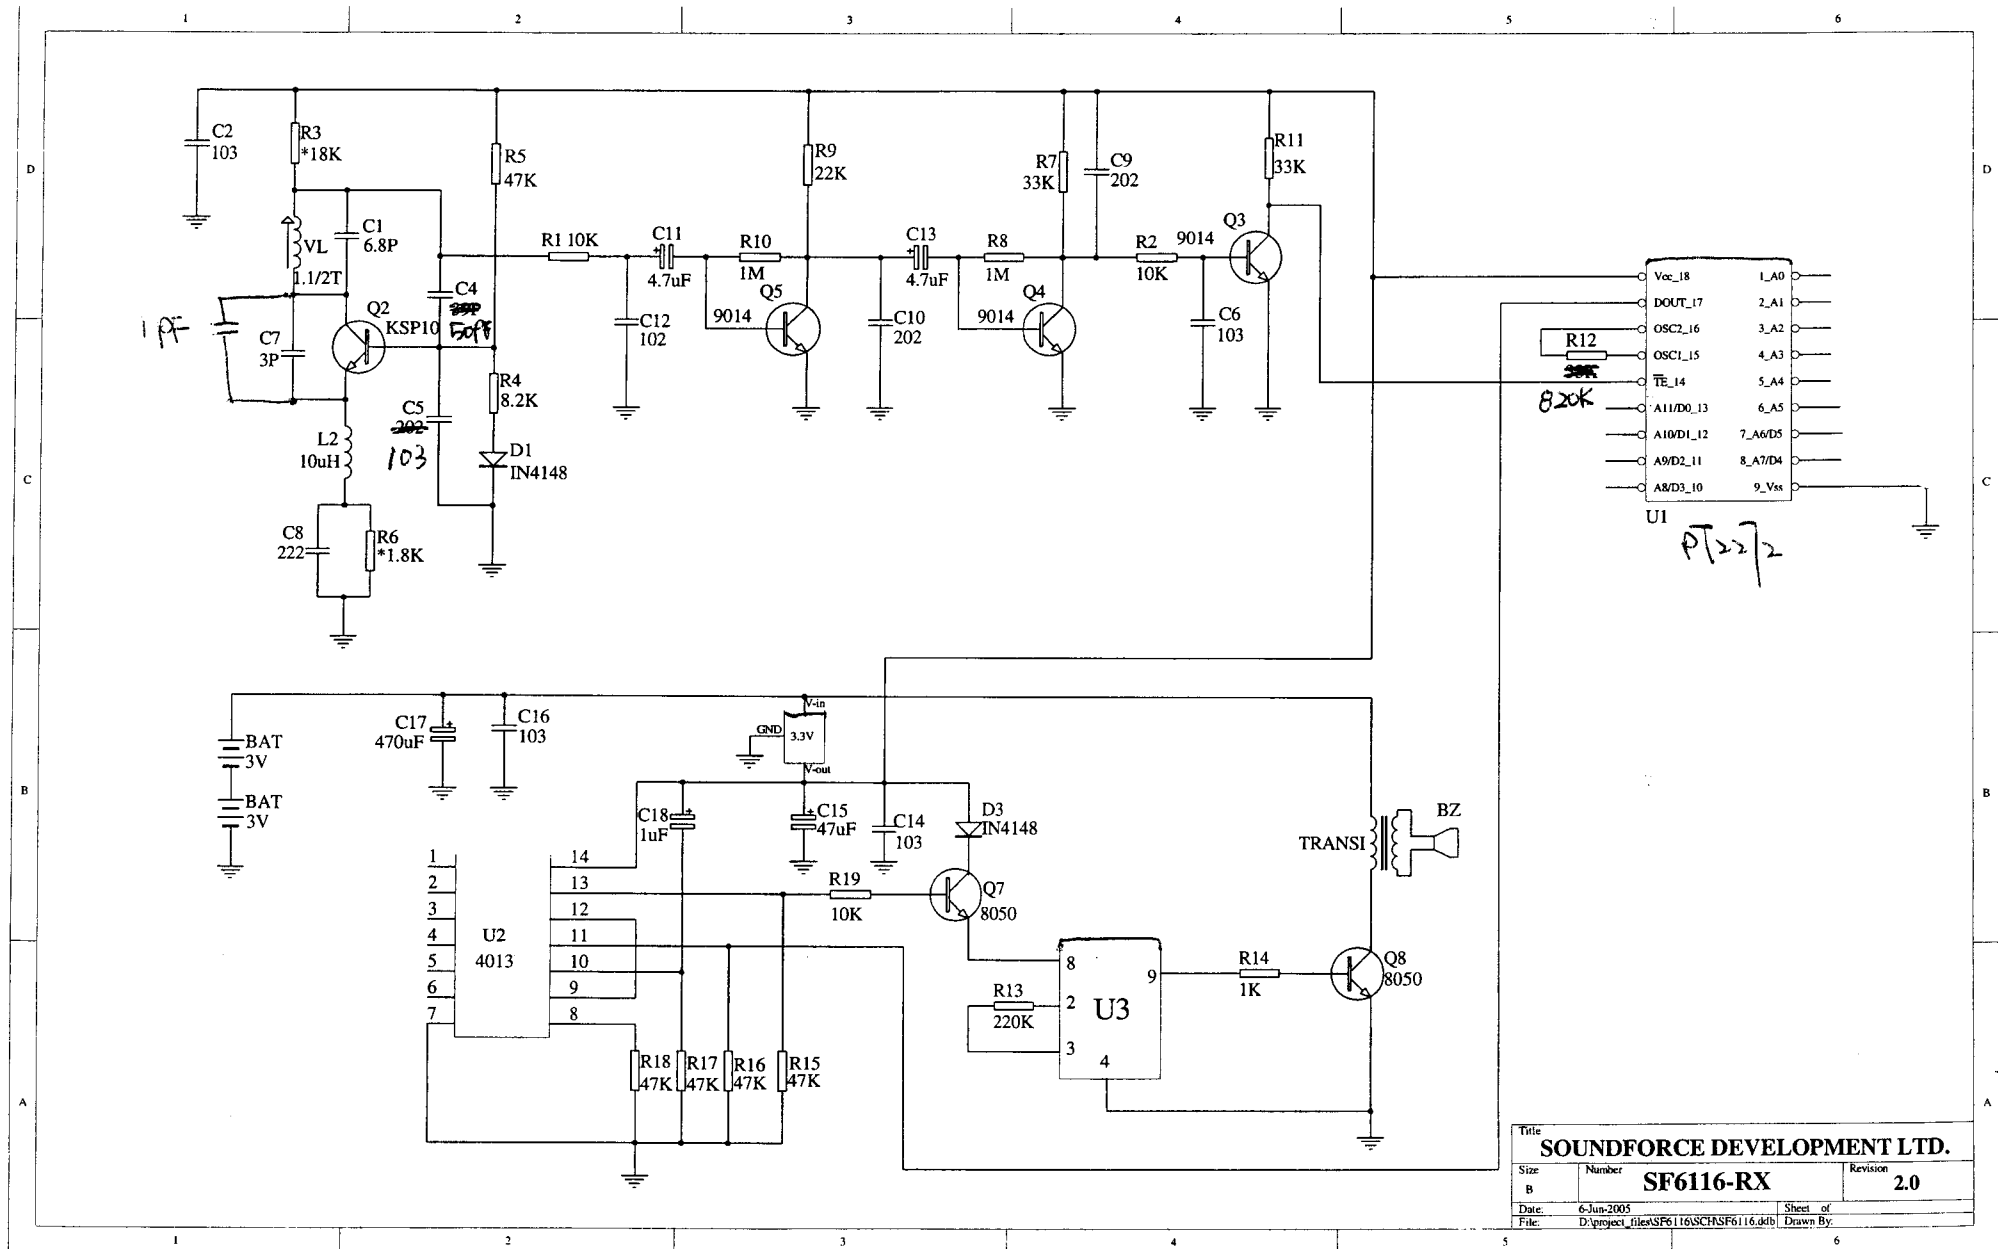 1 2 3 4 5 6
D
C
B
A
C2
103
R3
*18K
VL
1.1/2T
C1
6.8P
R5
47K
R1 10K
C11
4.7uF
R10
1M
R9
22K
C13
4.7uF
R8
1M
R7
33K
C9
202
R2
10K
9014
Q3
R11
33K
1PF
C7
3P
Q2
KSP10
C4
50PF
C12
102
Q5
9014
C10
202
Q4
9014
C6
103
R4
8.2K
C5
202
103
D1
IN4148
L2
10uH
C8
222
R6
*1.8K
Vcc_18 1_A0
DOUT_17 2_A1
OSC2_16 3_A2
OSC1_15 4_A3
TE_14 5_A4
A11/D0_13 6_A5
A10/D1_12 7_A6/D5
A9/D2_11 8_A7/D4
A8/D3_10 9_Vss
R12
820K
U1
PT2272
BAT
3V
BAT
3V
C17
470uF
C16
103
V-in
GND
3.3V
V-out
C18
1uF
C15
47uF
C14
103
D3
IN4148
TRANSI
BZ
1 14
2 13
3 12
4 11
5 10
6 9
7 8
U2
4013
R19
10K
Q7
8050
8
2
3
4
9
U3
R13
220K
R14
1K
Q8
8050
R18
47K
R17
47K
R16
47K
R15
47K
D
C
B
A
Title
SOUNDFORCE DEVELOPMENT LTD.
Size
B
Number
SF6116-RX
Revision
2.0
Date: 6-Jun-2005 Sheet of
File: D:\project_files\SF6116\SCH\SF6116.ddb Drawn By:
1 2 3 4 5 6